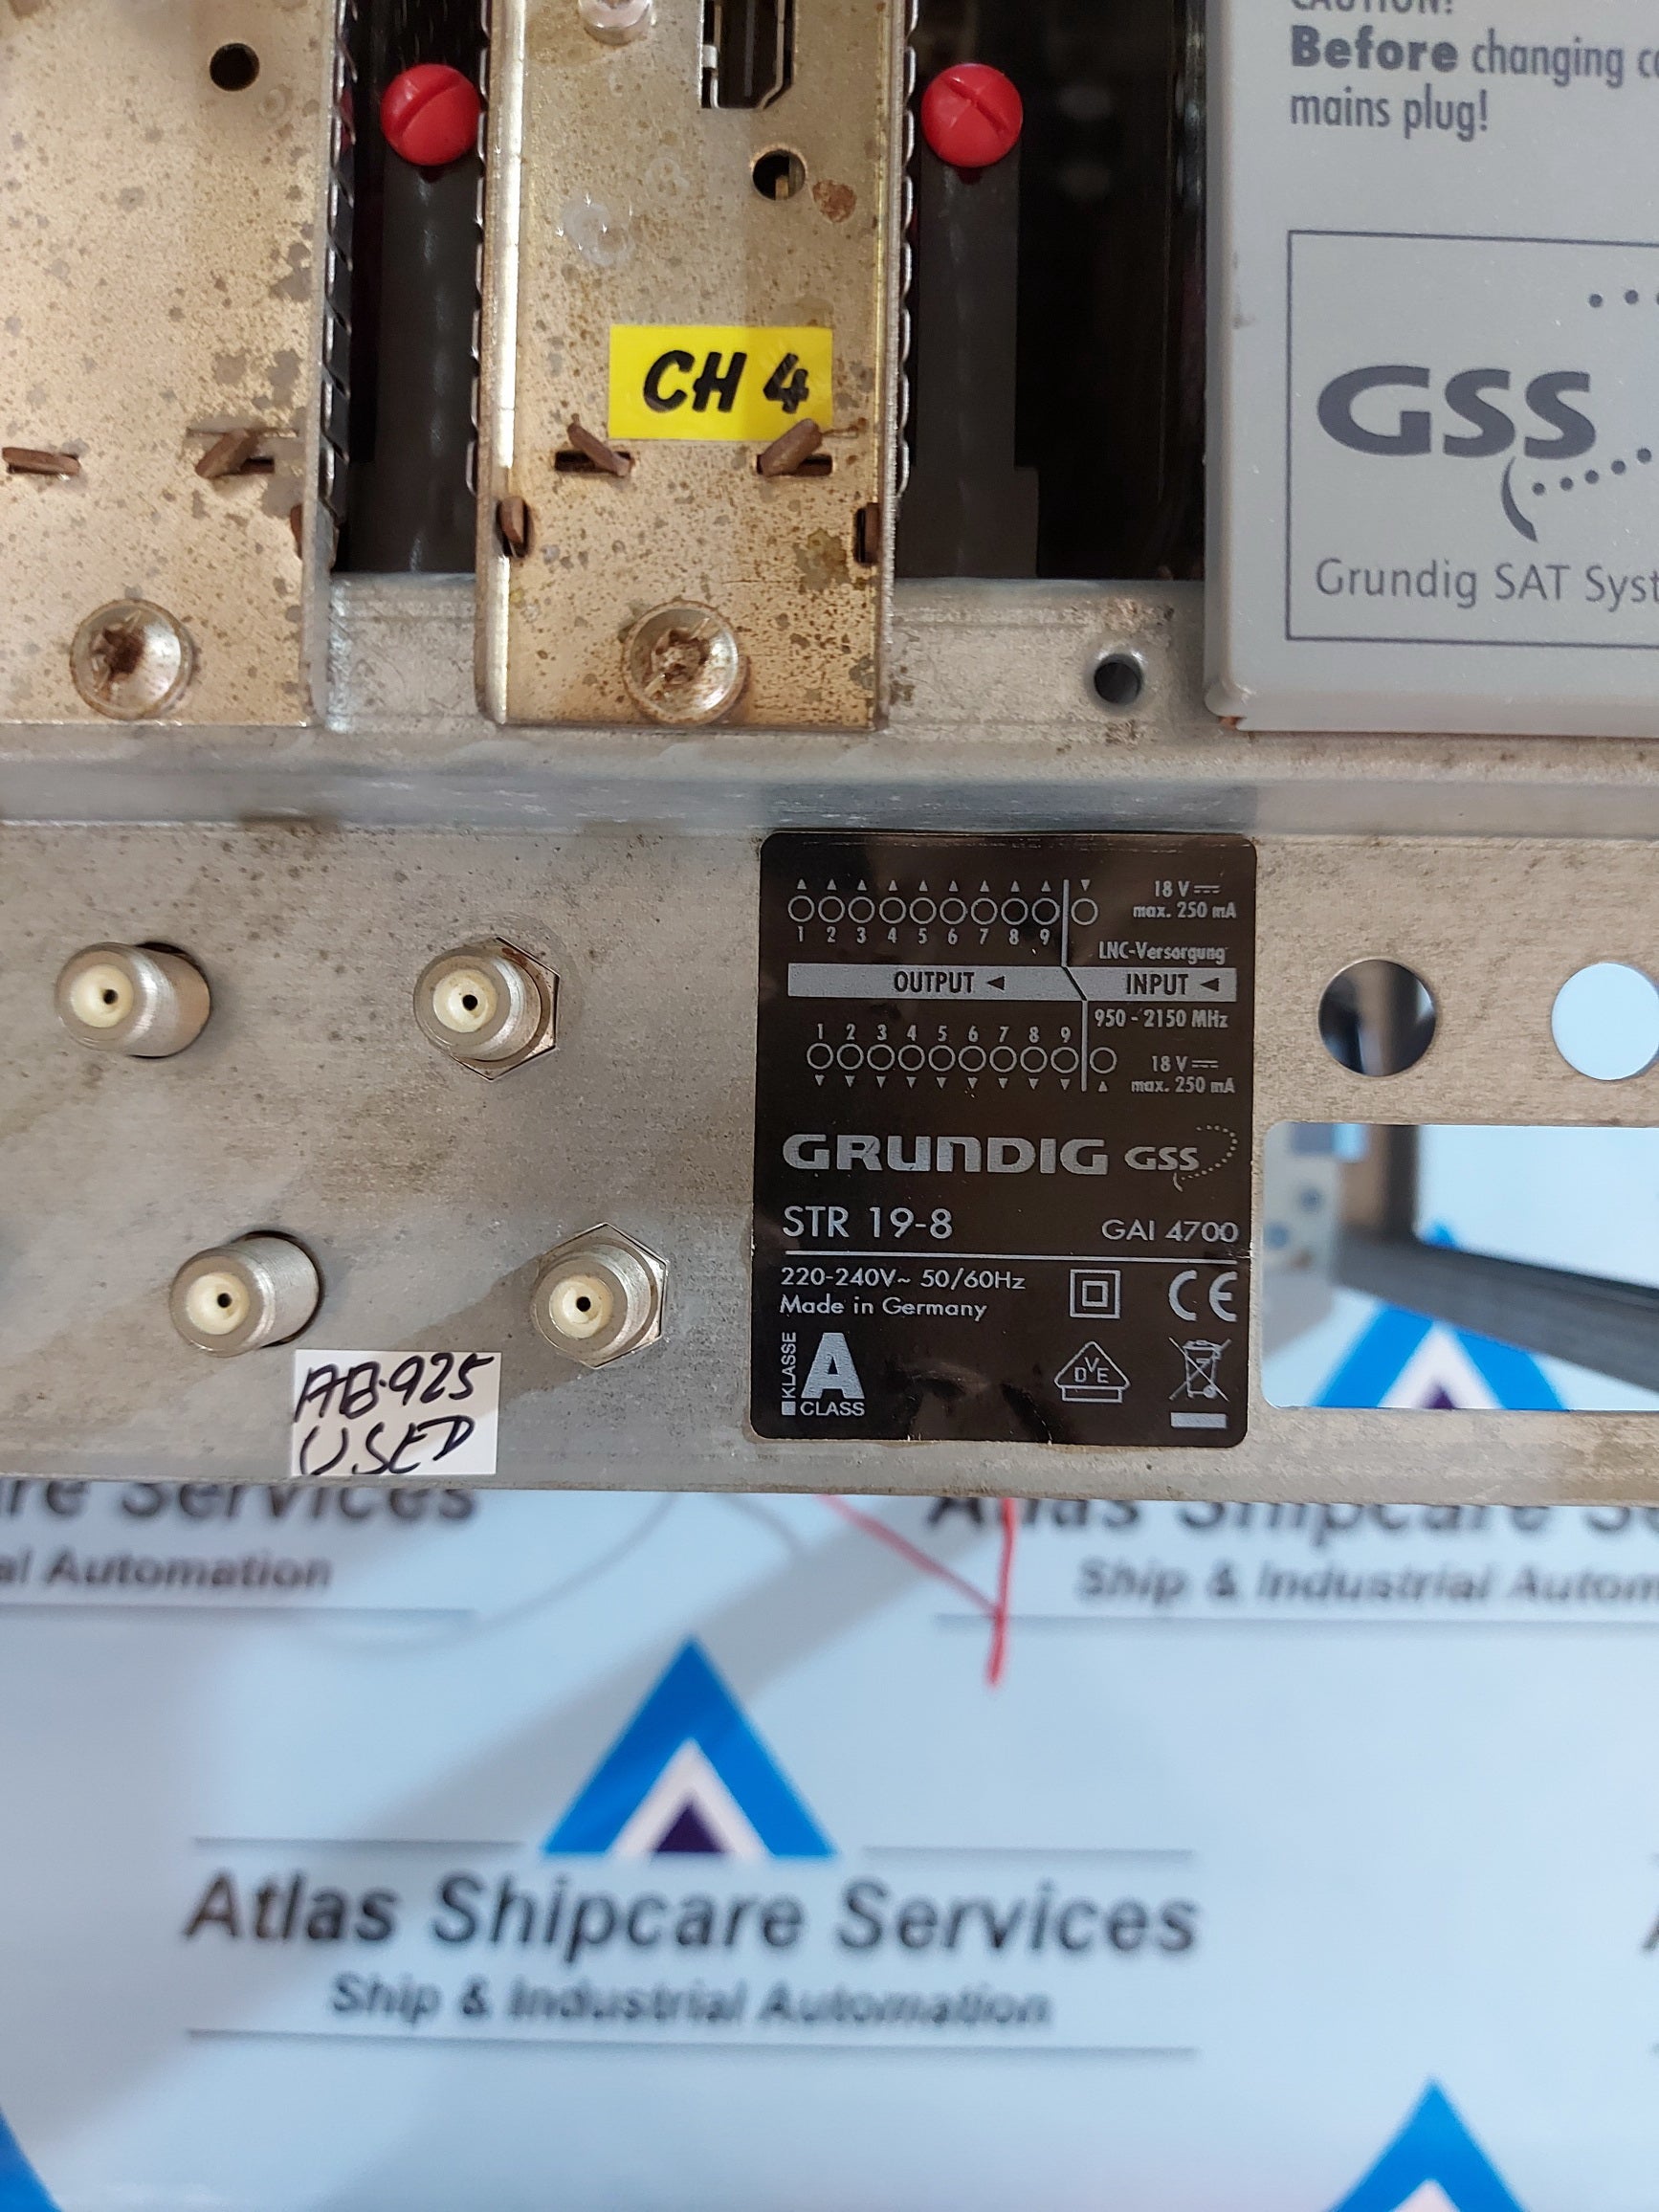 CAUTION!
Before changing
mains plug!
GSS
Grundig SAT
CH 4
18 V
max. 250 mA
1 2 3 4 5 6 7 8 9
LNC-Versorgung
OUTPUT ◄ INPUT ◄
950 - 2150 MHz
1 2 3 4 5 6 7 8 9
18 V
max. 250 mA
GRUNDIG GSS
STR 19-8 GAI 4700
220-240V~ 50/60Hz
Made in Germany
CE
KLASSE
A
CLASS
DVE
AB-925
USED
Services
Automation
Atlas Shipcare
Ship & Industrial
Atlas Shipcare Services
Ship & Industrial Automation